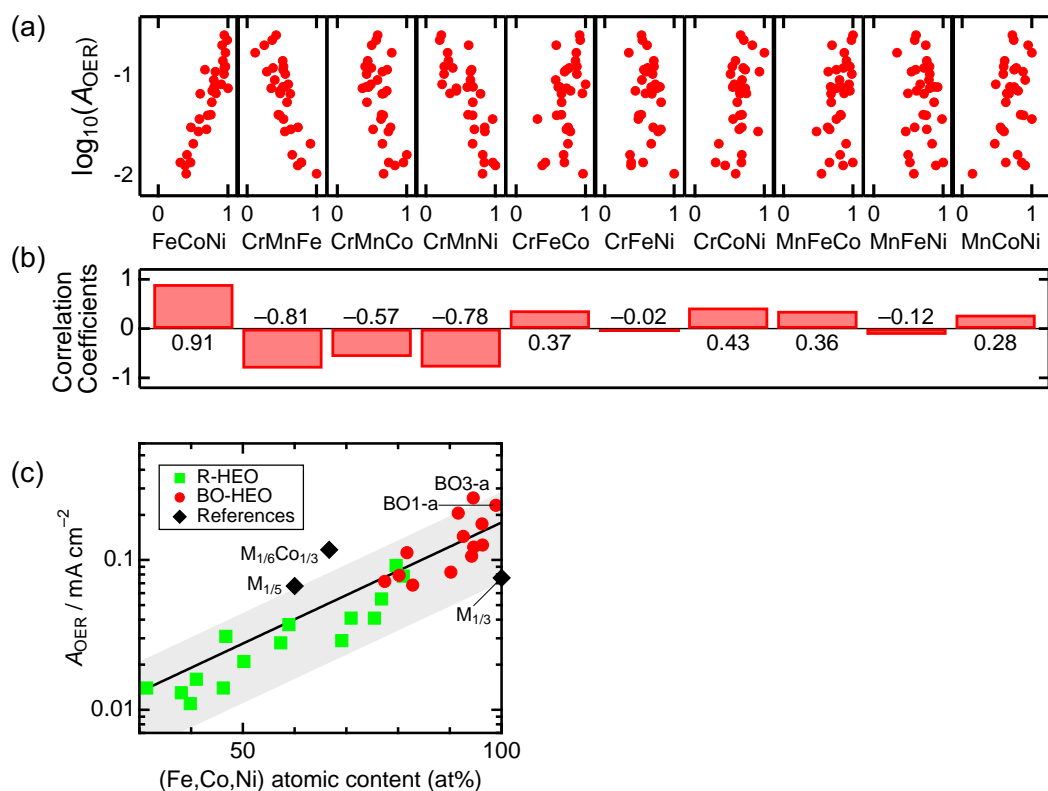 (a)
log10(AOER)
-1
-2
0 1 0 1 0 1 0 1 0 1 0 1 0 1 0 1 0 1 0 1
FeCoNi CrMnFe CrMnCo CrMnNi CrFeCo CrFeNi CrCoNi MnFeCo MnFeNi MnCoNi
(b)
Correlation
Coefficients
1
0
-1
0.91 –0.81 –0.57 –0.78 0.37 –0.02 0.43 0.36 –0.12 0.28
(c)
R-HEO
BO-HEO
References
BO3-a
BO1-a
M1/6Co1/3
M1/5
M1/3
AOER / mA cm−2
0.1
0.01
50 100
(Fe,Co,Ni) atomic content (at%)